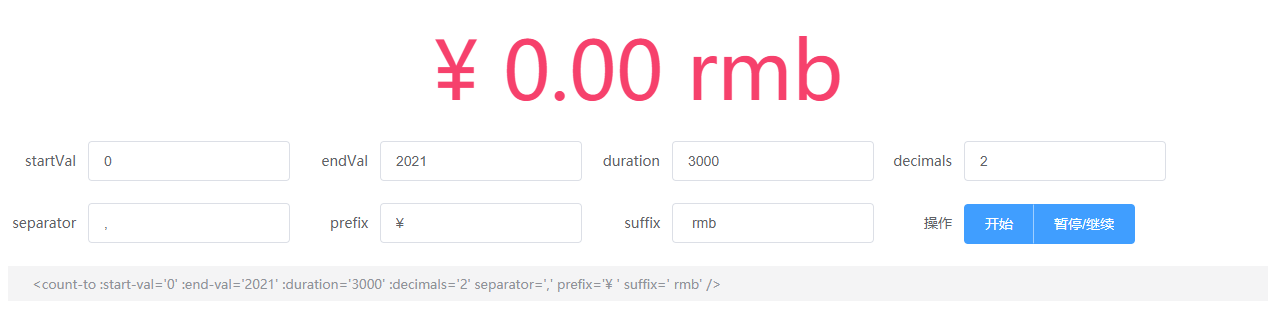 ¥ 0.00 rmb
startVal 0 endVal 2021 duration 3000 decimals 2
separator , prefix ¥ suffix rmb 操作 开始 暂停/继续
<count-to :start-val='0' :end-val='2021' :duration='3000' :decimals='2' separator=',' prefix='¥ ' suffix=' rmb' />